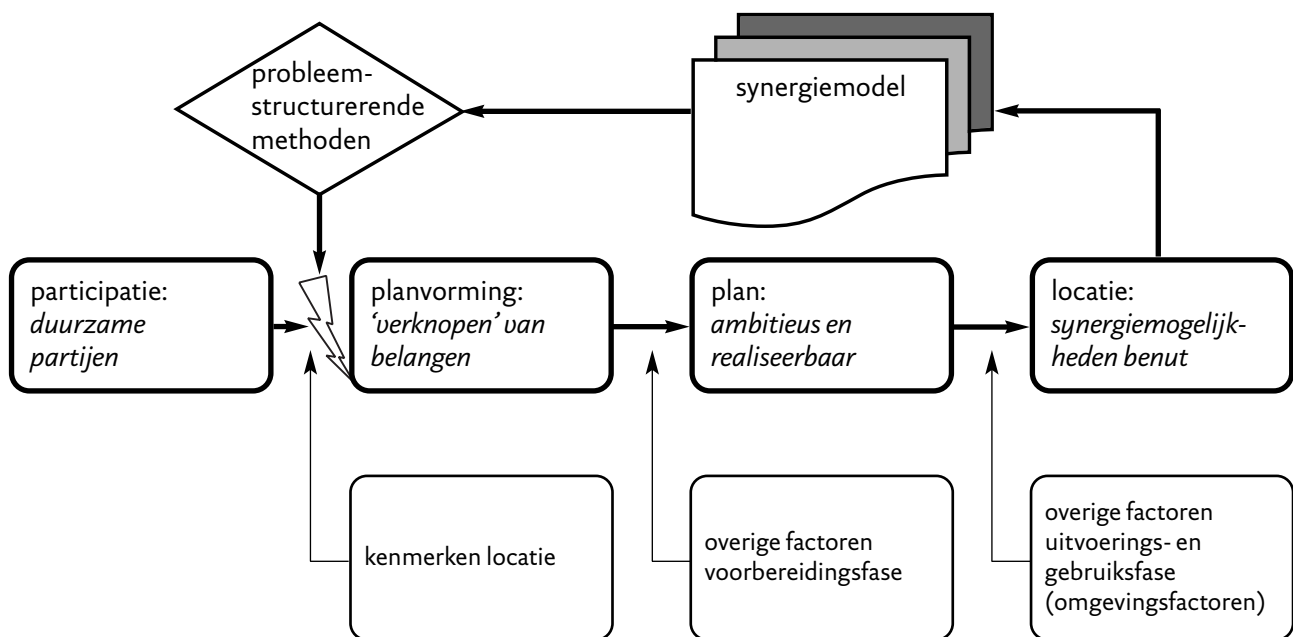 probleem-
structurerende
methoden
synergiemodel
participatie:
duurzame
partijen
planvorming:
‘verknopen’ van
belangen
plan:
ambitieus en
realiseerbaar
locatie:
synergiemogelijk-
heden benut
kenmerken locatie
overige factoren
voorbereidingsfase
overige factoren
uitvoerings- en
gebruiksfase
(omgevingsfactoren)